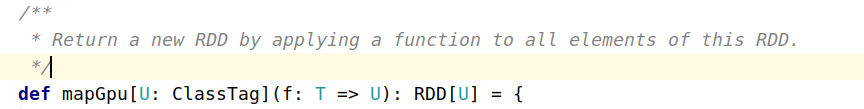 /**
 * Return a new RDD by applying a function to all elements of this RDD.
 */
def mapGpu[U: ClassTag](f: T => U): RDD[U] = {